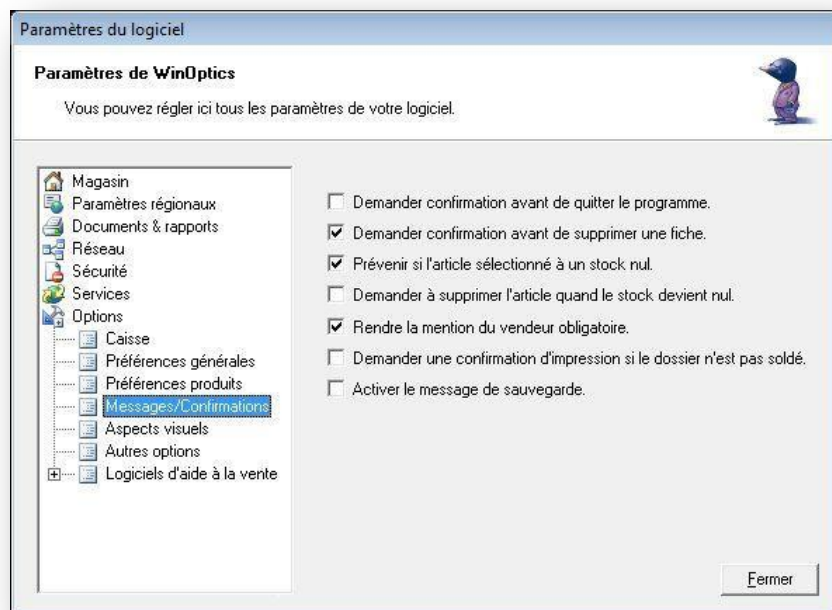 Paramètres du logiciel
Paramètres de WinOptics
Vous pouvez régler ici tous les paramètres de votre logiciel.
Magasin
Paramètres régionaux
Documents & rapports
Réseau
Sécurité
Services
Options
Caisse
Préférences générales
Préférences produits
Messages/Confirmations
Aspects visuels
Autres options
Logiciels d'aide à la vente
Demander confirmation avant de quitter le programme.
Demander confirmation avant de supprimer une fiche.
Prévenir si l'article sélectionné à un stock nul.
Demander à supprimer l'article quand le stock devient nul.
Rendre la mention du vendeur obligatoire.
Demander une confirmation d'impression si le dossier n'est pas soldé.
Activer le message de sauvegarde.
Fermer